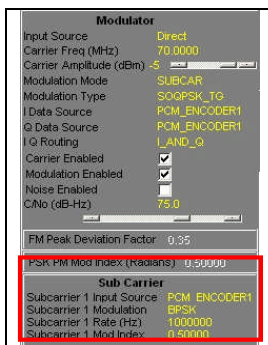 Modulator
Input Source Direct
Carrier Freq (MHz) 70.0000
Carrier Amplitude (dBm) -5
Modulation Mode SUBCAR
Modulation Type SOQPSK_TG
I Data Source PCM_ENCODER1
Q Data Source PCM_ENCODER1
I Q Routing I_AND_Q
Carrier Enabled
Modulation Enabled
Noise Enabled
C/No (dB-Hz) 75.0
FM Peak Deviation Factor 0.35
PSK PM Mod Index (Radians) 0.50000
Sub Carrier
Subcarrier 1 Input Source PCM ENCODER1
Subcarrier 1 Modulation BPSK
Subcarrier 1 Rate (Hz) 1000000
Subcarrier 1 Mod Index 0.50000